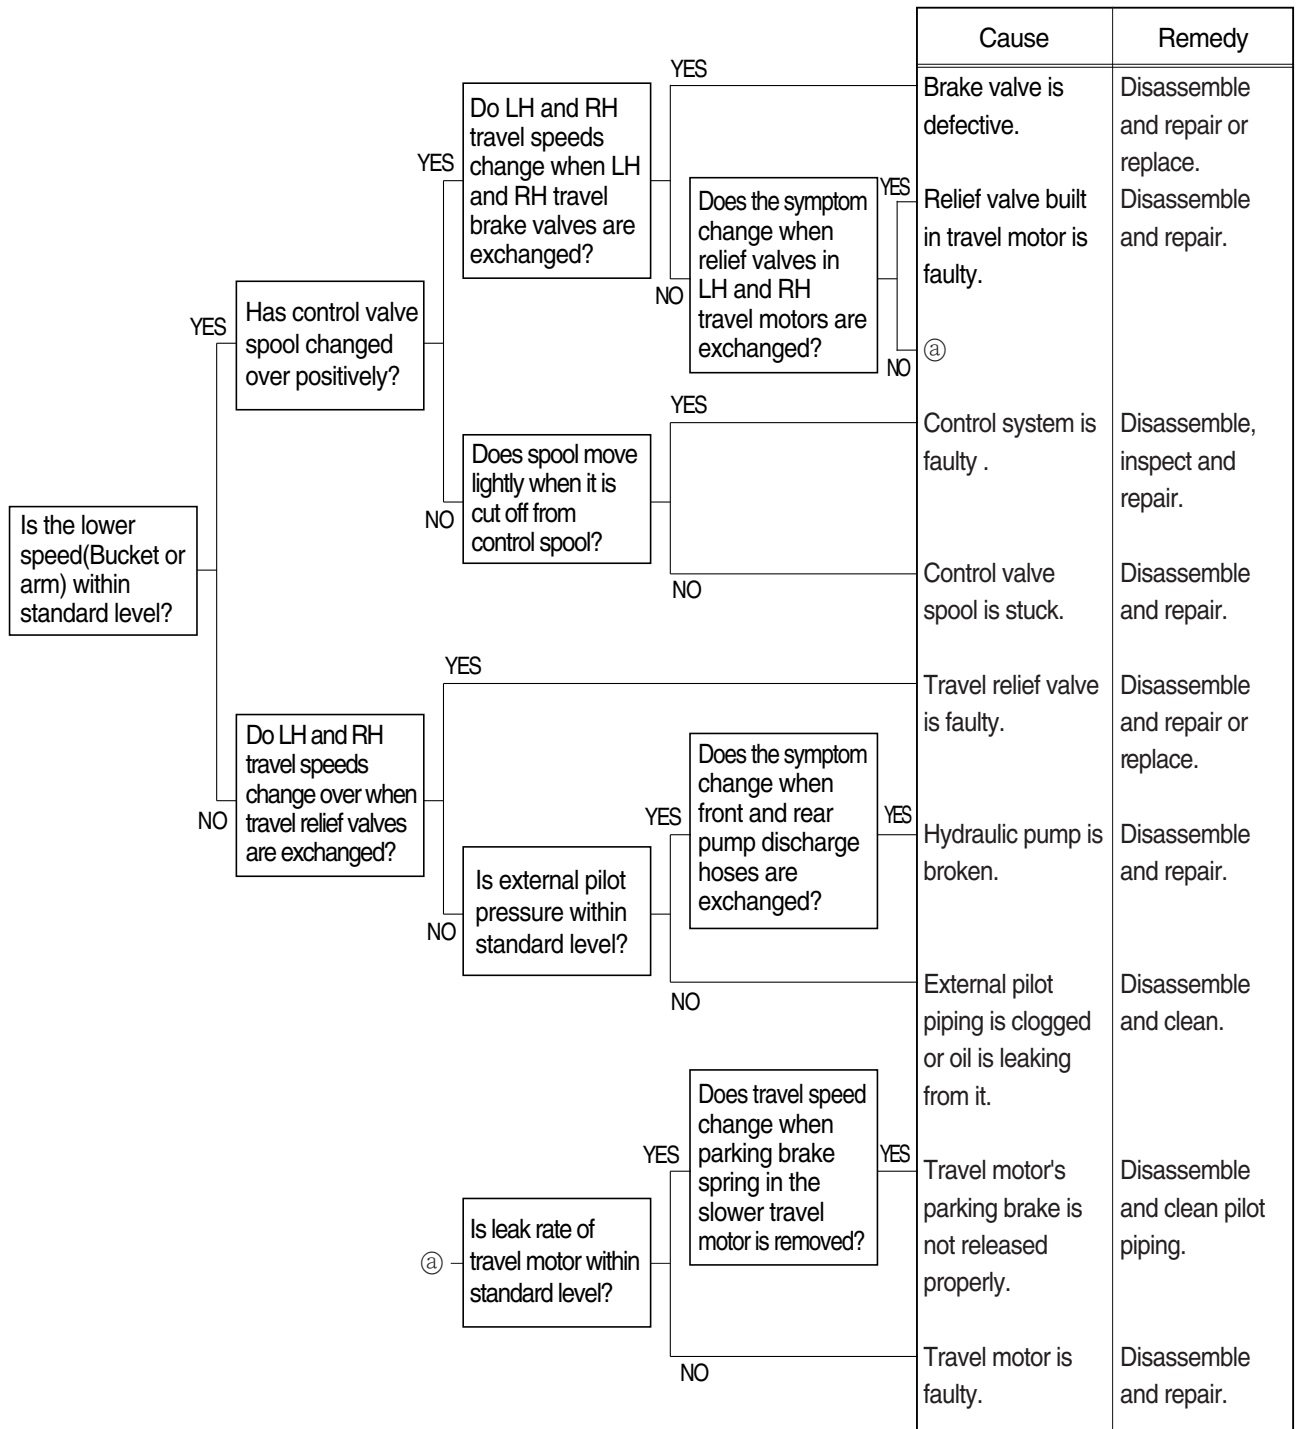 Cause
Remedy
YES
Brake valve is
defective.
Disassemble
and repair or
replace.
Do LH and RH
travel speeds
change when LH
and RH travel
brake valves are
exchanged?
YES
Does the symptom
change when
relief valves in
LH and RH
travel motors are
exchanged?
YES
Relief valve built
in travel motor is
faulty.
Disassemble
and repair.
NO
NO
ⓐ
YES
Has control valve
spool changed
over positively?
YES
Control system is
faulty .
Disassemble,
inspect and
repair.
Does spool move
lightly when it is
cut off from
control spool?
NO
Is the lower
speed(Bucket or
arm) within
standard level?
NO
Control valve
spool is stuck.
Disassemble
and repair.
YES
Travel relief valve
is faulty.
Disassemble
and repair or
replace.
Do LH and RH
travel speeds
change over when
travel relief valves
are exchanged?
NO
Does the symptom
change when
front and rear
pump discharge
hoses are
exchanged?
YES
YES
Hydraulic pump is
broken.
Disassemble
and repair.
Is external pilot
pressure within
standard level?
NO
NO
External pilot
piping is clogged
or oil is leaking
from it.
Disassemble
and clean.
Does travel speed
change when
parking brake
spring in the
slower travel
motor is removed?
YES
YES
Travel motor's
parking brake is
not released
properly.
Disassemble
and clean pilot
piping.
ⓐ
Is leak rate of
travel motor within
standard level?
NO
Travel motor is
faulty.
Disassemble
and repair.